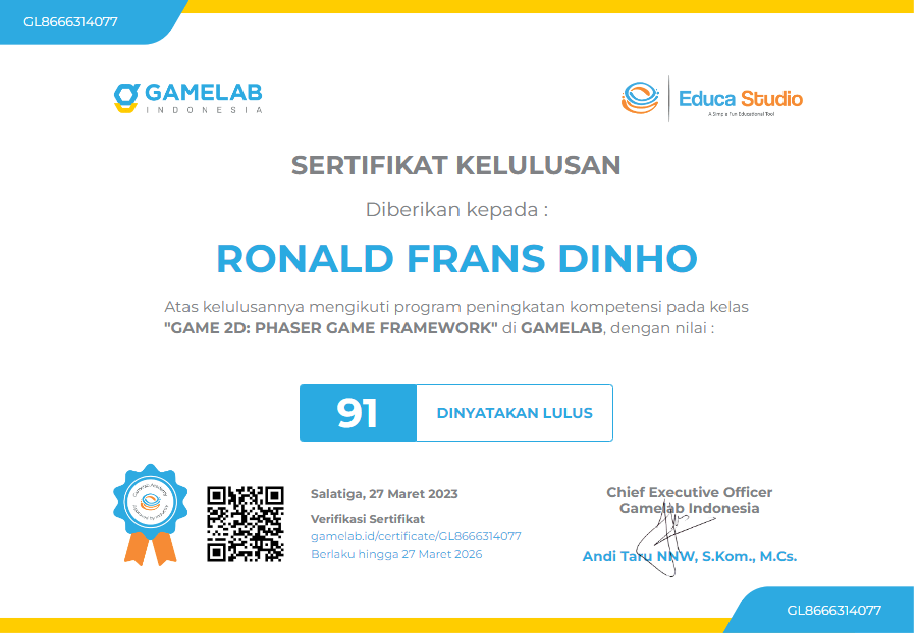 GL8666314077
GAMELAB
INDONESIA
Educa Studio
A Simple Fun Educational Tool
SERTIFIKAT KELULUSAN
Diberikan kepada :
RONALD FRANS DINHO
Atas kelulusannya mengikuti program peningkatan kompetensi pada kelas
"GAME 2D: PHASER GAME FRAMEWORK" di GAMELAB, dengan nilai :
91
DINYATAKAN LULUS
Salatiga, 27 Maret 2023
Verifikasi Sertifikat
gamelab.id/certificate/GL8666314077
Berlaku hingga 27 Maret 2026
Chief Executive Officer
Gamelab Indonesia
Andi Taru NNW, S.Kom., M.Cs.
GL8666314077